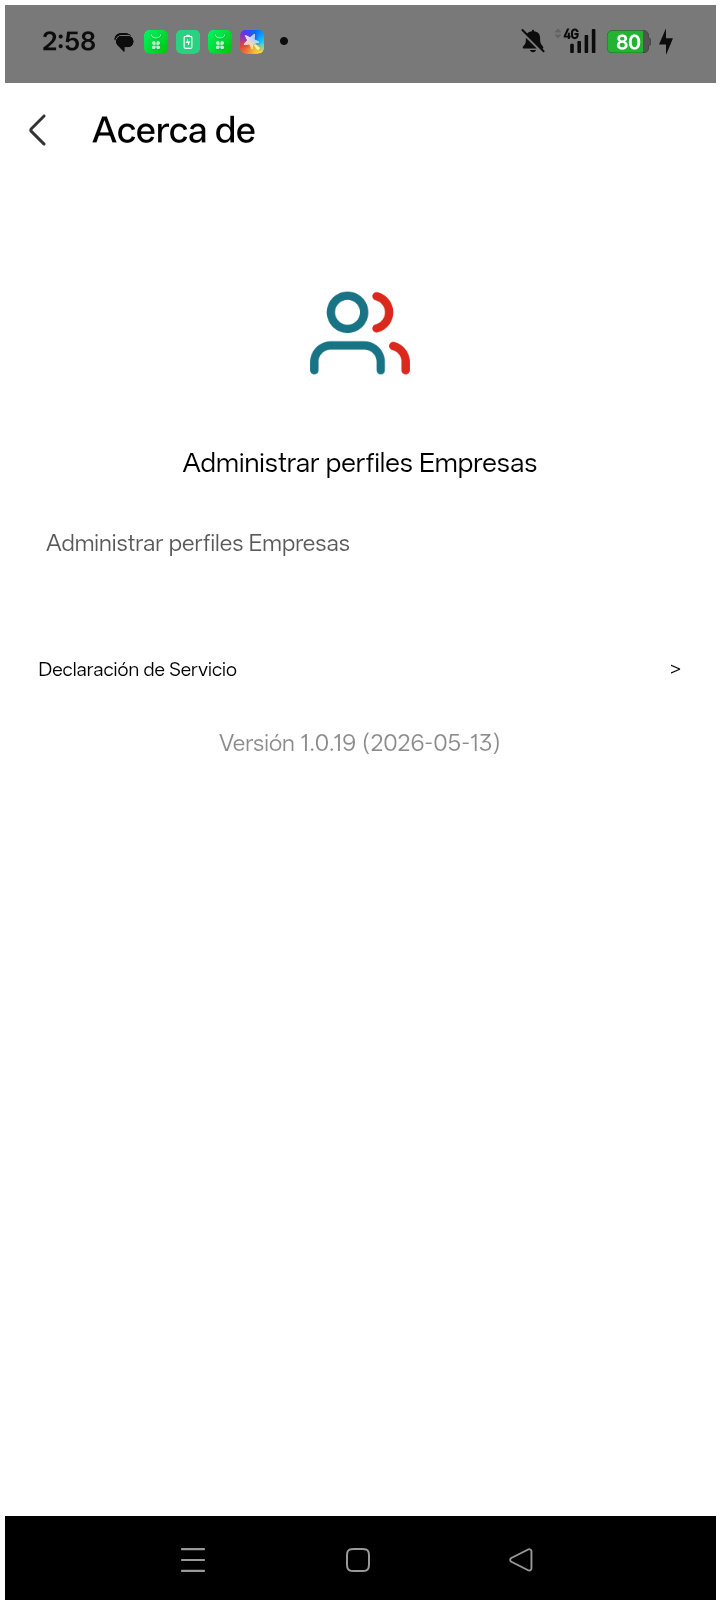 2:58 4G 80
Acerca de
Administrar perfiles Empresas
Administrar perfiles Empresas
Declaración de Servicio >
Versión 1.0.19 (2026-05-13)